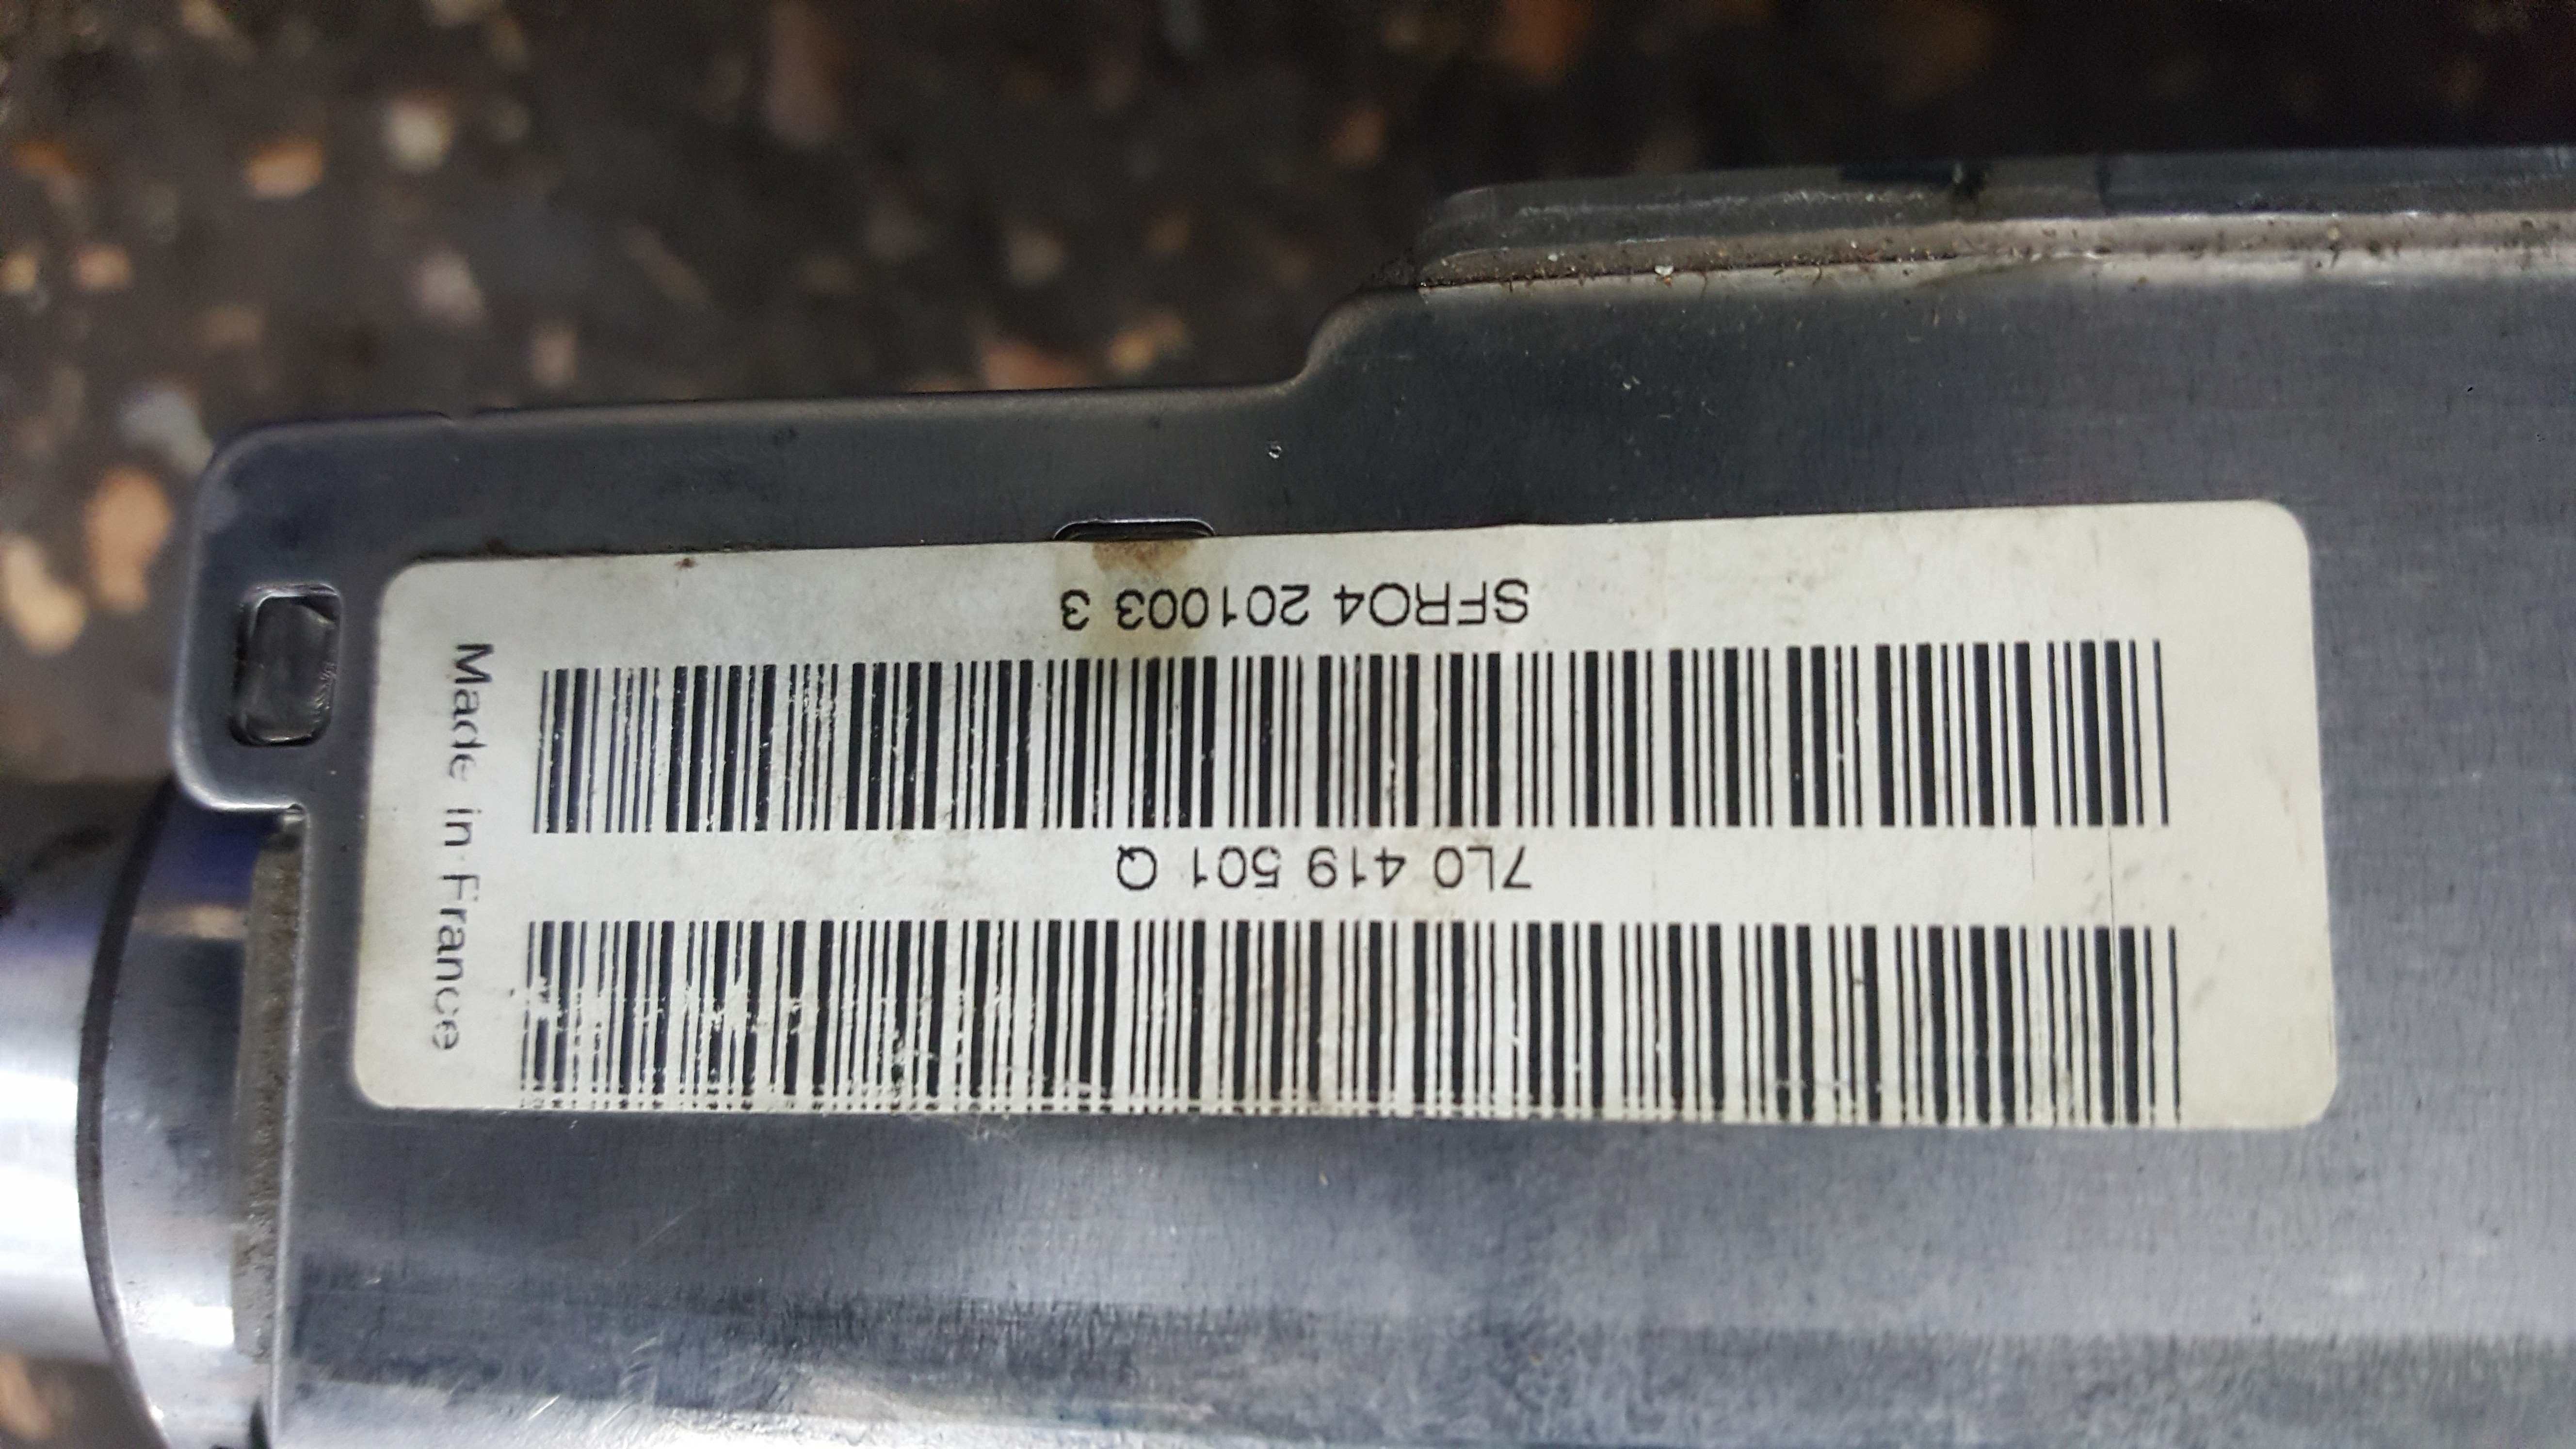 7L0 419 501 Q
SFRO4 201003 3
Made in France